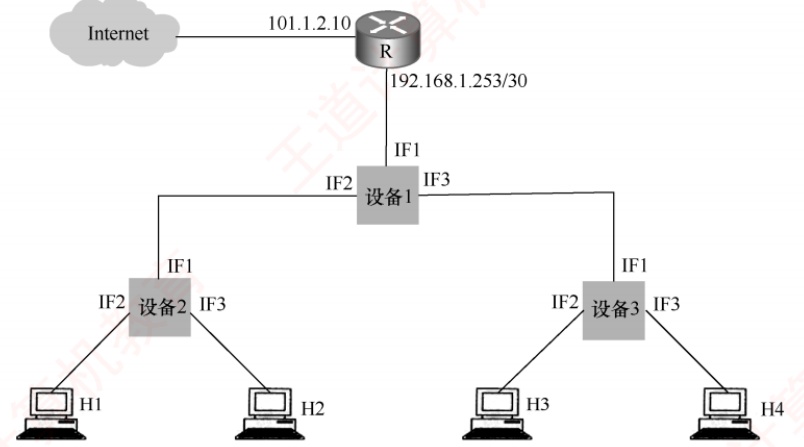 101.1.2.10
Internet
R
192.168.1.253/30
IF1
IF2 设备1 IF3
IF1 IF1
IF2 设备2 IF3 IF2 设备3 IF3
H1 H2 H3 H4